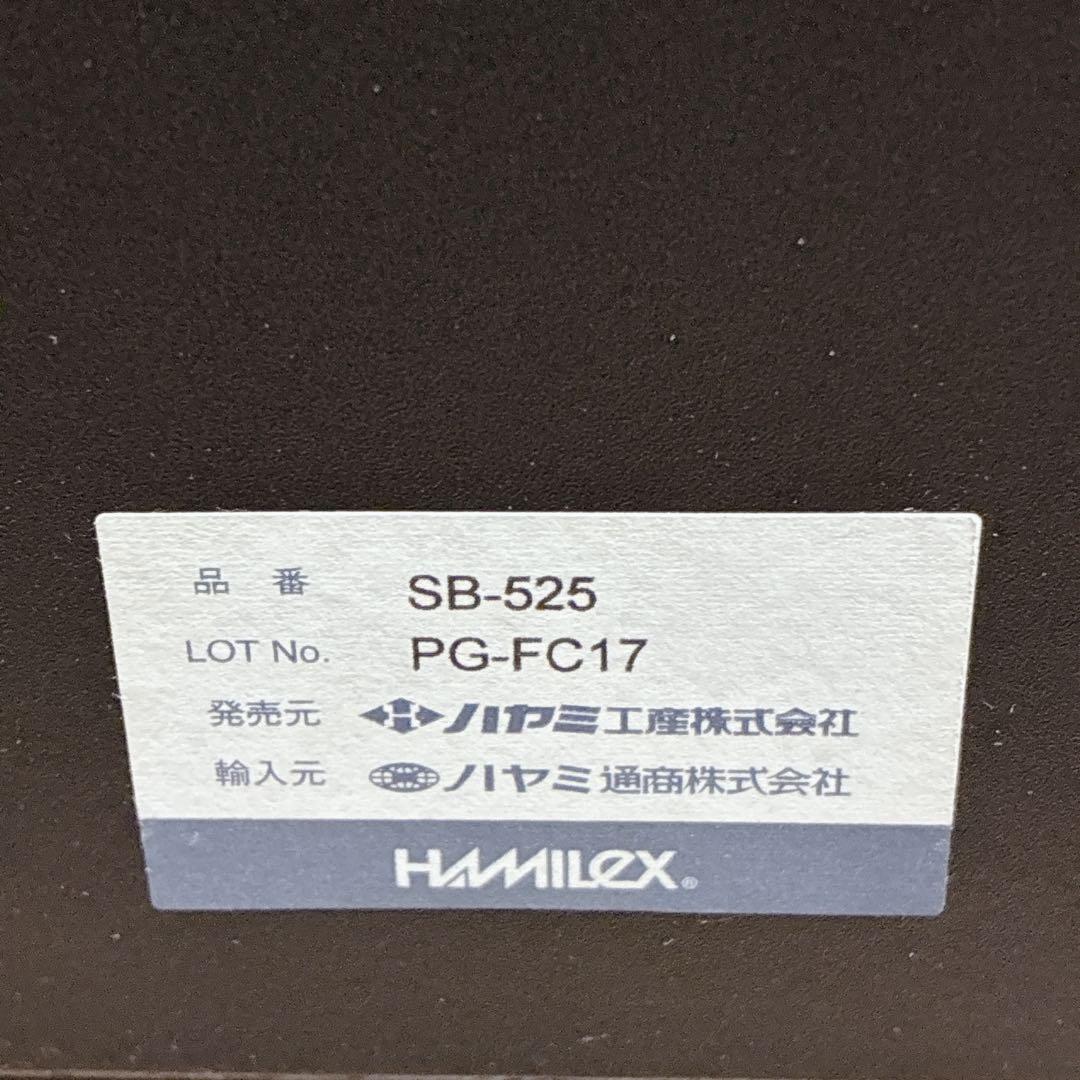 品 番 SB-525
LOT No. PG-FC17
発売元 ハヤミ工産株式会社
輸入元 ハヤミ通商株式会社
HAMILeX®